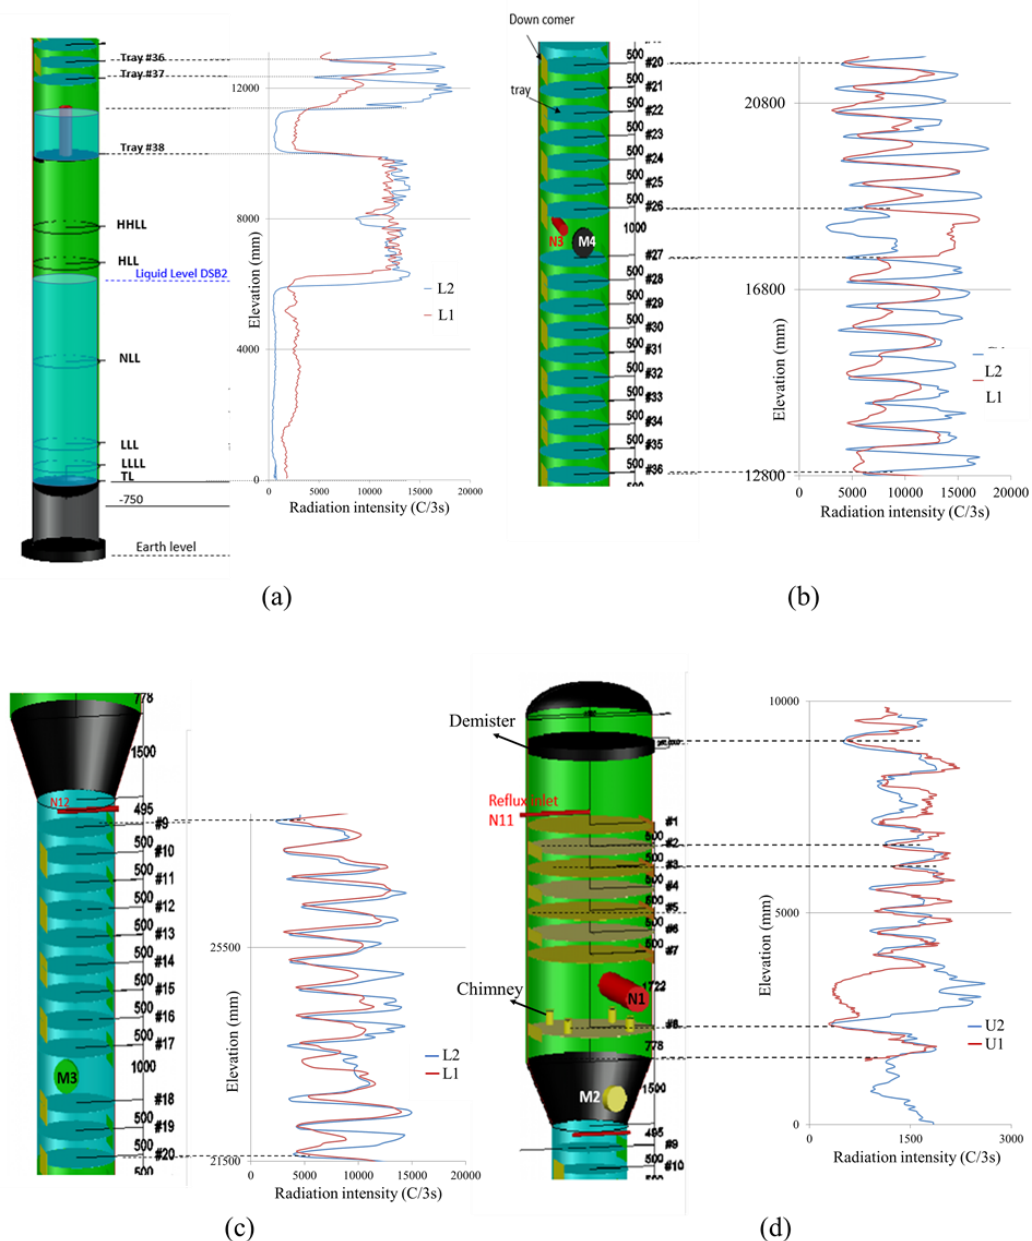 Tray #36
Tray #37
Tray #38
HHLL
HLL
Liquid Level DSB2
NLL
LLL
LLLL
TL
-750
Earth level
12000
8000
4000
0
Elevation (mm)
L2
L1
0 5000 10000 15000 20000
Radiation intensity (C/3s)
(a)
Down comer
tray
500
#20
500
#21
500
#22
500
#23
500
#24
500
#25
500
#26
1000
N3
M4
#27
500
#28
500
#29
500
#30
500
#31
500
#32
500
#33
500
#34
500
#35
500
#36
20800
16800
12800
Elevation (mm)
L2
L1
0 5000 10000 15000 20000
Radiation intensity (C/3s)
(b)
778
1500
N12
495
#9
500
#10
500
#11
500
#12
500
#13
500
#14
500
#15
500
#16
500
#17
1000
M3
#18
500
#19
500
#20
500
25500
21500
Elevation (mm)
L2
L1
0 5000 10000 15000 20000
Radiation intensity (C/3s)
(c)
Demister
Reflux inlet
N11
#1
500
#2
500
#3
500
#4
500
#5
500
#6
500
#7
1722
N1
Chimney
#8
778
M2
1500
495
#9
#10
10000
5000
0
Elevation (mm)
U2
U1
0 1500 3000
Radiation intensity (C/3s)
(d)